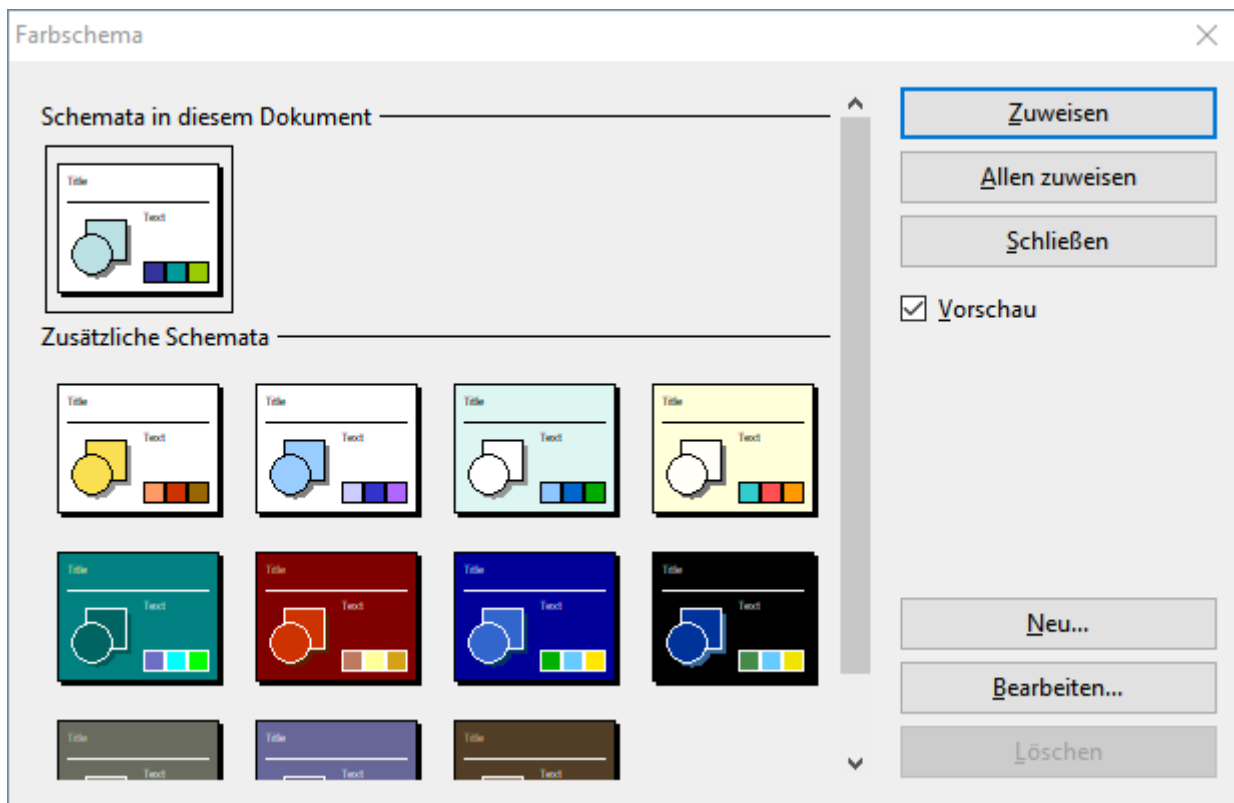 Farbschema
Schemata in diesem Dokument
Title
Text
Zusätzliche Schemata
Title
Text
Title
Text
Title
Text
Title
Text
Title
Text
Title
Text
Title
Text
Title
Text
Title
Text
Title
Text
Title
Text
Zuweisen
Allen zuweisen
Schließen
Vorschau
Neu...
Bearbeiten...
Löschen